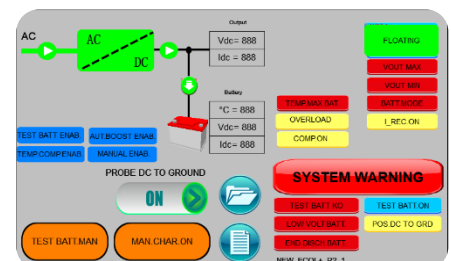 Output
AC
AC
DC
Vdc= 888
Idc = 888
FLOATING
VOUT MAX
VOUT MIN
Battery
°C = 888
Vdc= 888
Idc= 888
TEMP.MAX BAT
BATT.MODE
OVERLOAD
I_REC.ON
COMP.ON
TEST BATT ENAB.
AUT.BOOST ENAB.
TEMP.COMP.ENAB.
MANUAL ENAB.
PROBE DC TO GROUND
ON
SYSTEM WARNING
TEST BATT KO
TEST BATT.ON
LOW VOLT.BATT.
POS.DC TO GRD
END DISCH.BATT.
TEST BATT.MAN
MAN.CHAR.ON